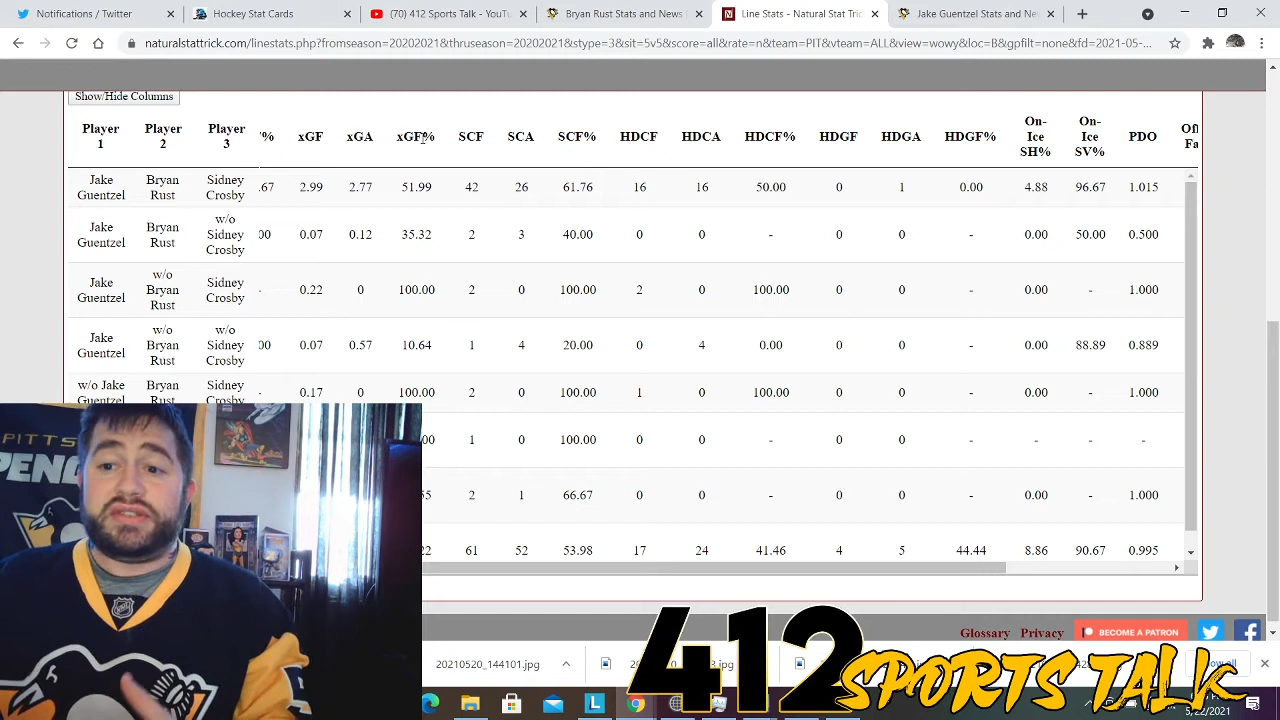 Notifications / Twitter
Hockey Stat Cards
(70) 412 Sports Talk - YouTube
Bryan Rust Stats and News
Line Stats - Natural Stat Tric
Jake Guentzel Stats and Ne
naturalstattrick.com/linestats.php?fromseason=20202021&thruseason=20202021&stype=3&sit=5v5&score=all&rate=n&team=PIT&vteam=ALL&view=wowy&loc=B&gpfilt=none&fd=2021-05-...
Show/Hide Columns
Player 1 Player 2 Player 3 % xGF xGA xGF% SCF SCA SCF% HDCF HDCA HDCF% HDGF HDGA HDGF% On-Ice SH% On-Ice SV% PDO
Jake Guentzel Bryan Rust Sidney Crosby .67 2.99 2.77 51.99 42 26 61.76 16 16 50.00 0 1 0.00 4.88 96.67 1.015
Jake Guentzel Bryan Rust w/o Sidney Crosby 00 0.07 0.12 35.32 2 3 40.00 0 0 - 0 0 - 0.00 50.00 0.500
Jake Guentzel w/o Bryan Rust Sidney Crosby - 0.22 0 100.00 2 0 100.00 2 0 100.00 0 0 - 0.00 - 1.000
Jake Guentzel w/o Bryan Rust w/o Sidney Crosby 00 0.07 0.57 10.64 1 4 20.00 0 4 0.00 0 0 - 0.00 88.89 0.889
w/o Jake Guentzel Bryan Rust Sidney Crosby - 0.17 0 100.00 2 0 100.00 1 0 100.00 0 0 - 0.00 - 1.000
00 1 0 100.00 0 0 - 0 0 - - - -
55 2 1 66.67 0 0 - 0 0 - 0.00 - 1.000
22 61 52 53.98 17 24 41.46 4 5 44.44 8.86 90.67 0.995
PITTS
PENG
NHL
Glossary Privacy BECOME A PATRON
20210520_144101.jpg
412
SPORTS TALK
5/22/2021